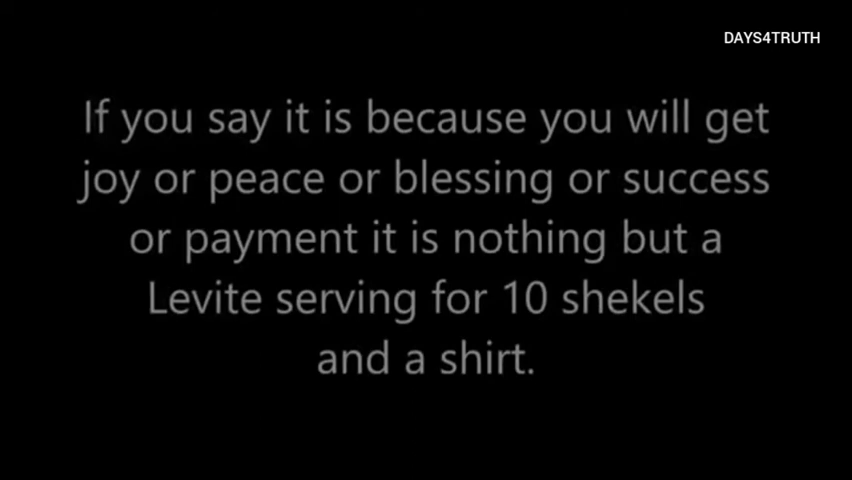 DAYS4TRUTH
If you say it is because you will get
joy or peace or blessing or success
or payment it is nothing but a
Levite serving for 10 shekels
and a shirt.